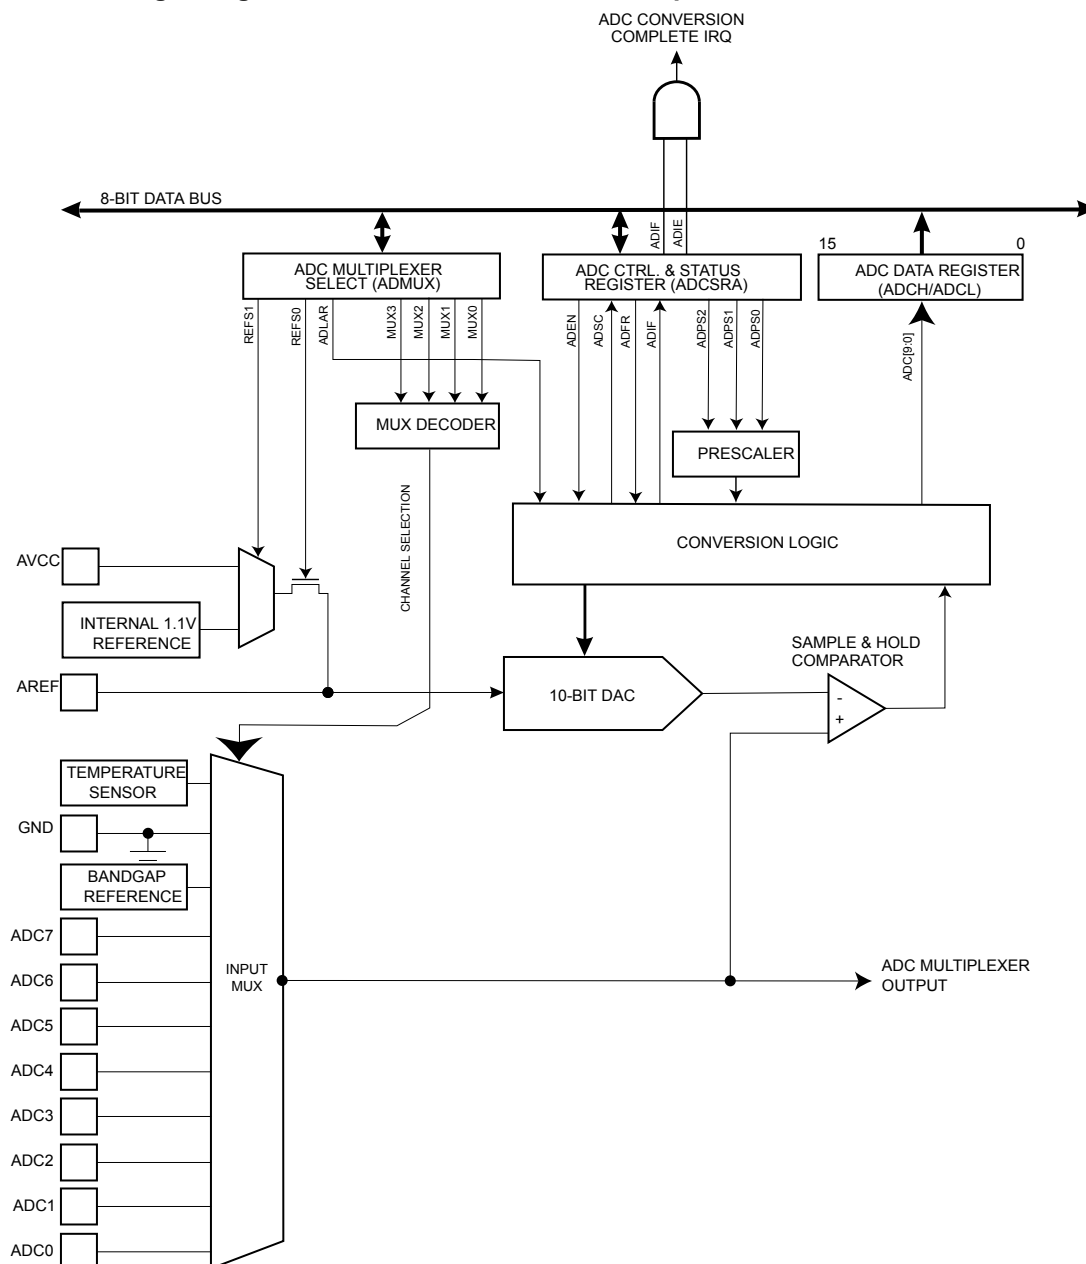 ADC CONVERSION
COMPLETE IRQ
8-BIT DATA BUS
ADIF
ADIE
15
0
ADC MULTIPLEXER
SELECT (ADMUX)
ADC CTRL. & STATUS
REGISTER (ADCSRA)
ADC DATA REGISTER
(ADCH/ADCL)
REFS1
REFS0
ADLAR
MUX3
MUX2
MUX1
MUX0
ADEN
ADSC
ADFR
ADIF
ADPS2
ADPS1
ADPS0
ADC[9:0]
MUX DECODER
PRESCALER
CHANNEL SELECTION
CONVERSION LOGIC
AVCC
INTERNAL 1.1V
REFERENCE
SAMPLE & HOLD
COMPARATOR
AREF
10-BIT DAC
-
+
TEMPERATURE
SENSOR
GND
BANDGAP
REFERENCE
ADC7
ADC6
ADC5
ADC4
ADC3
ADC2
ADC1
ADC0
INPUT
MUX
ADC MULTIPLEXER
OUTPUT